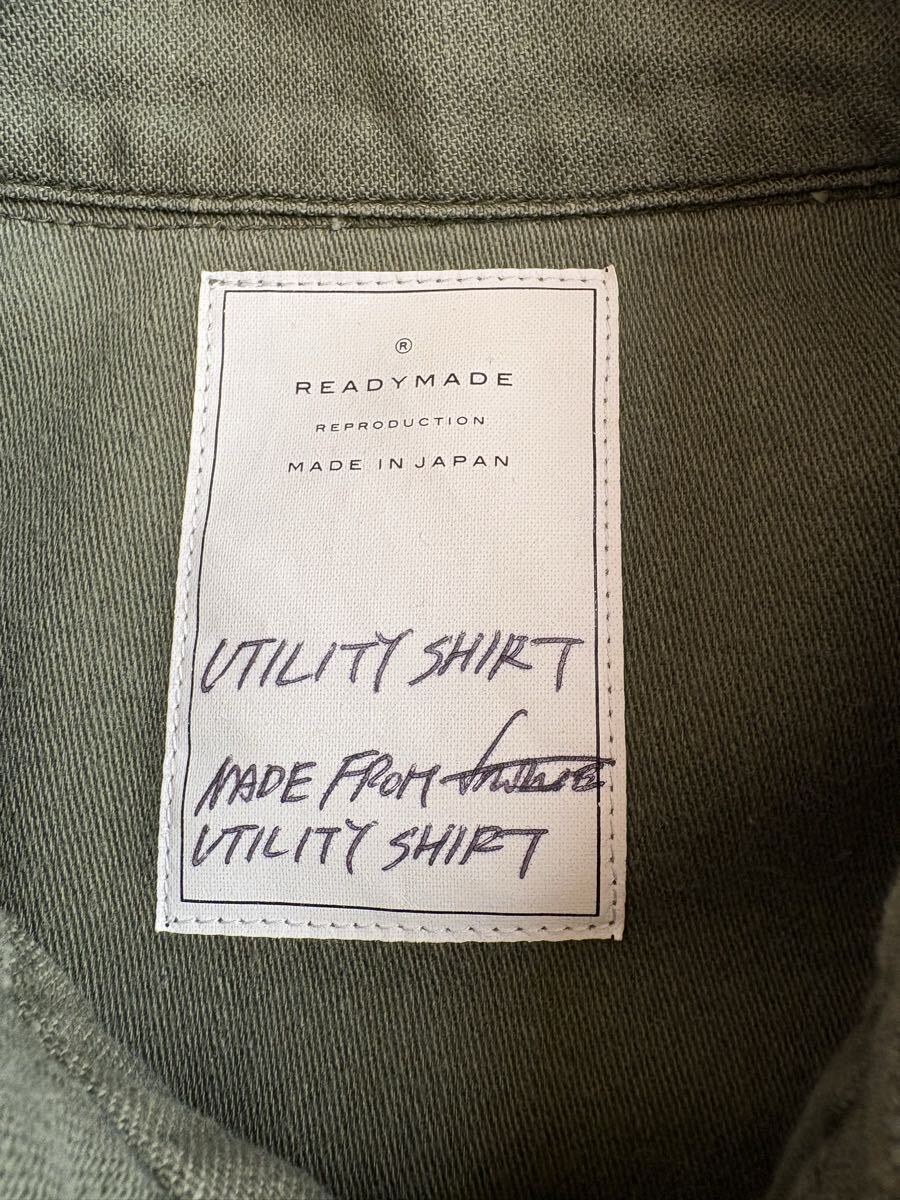 ®
READYMADE
REPRODUCTION
MADE IN JAPAN
UTILITY SHIRT
MADE FROM
UTILITY SHIRT